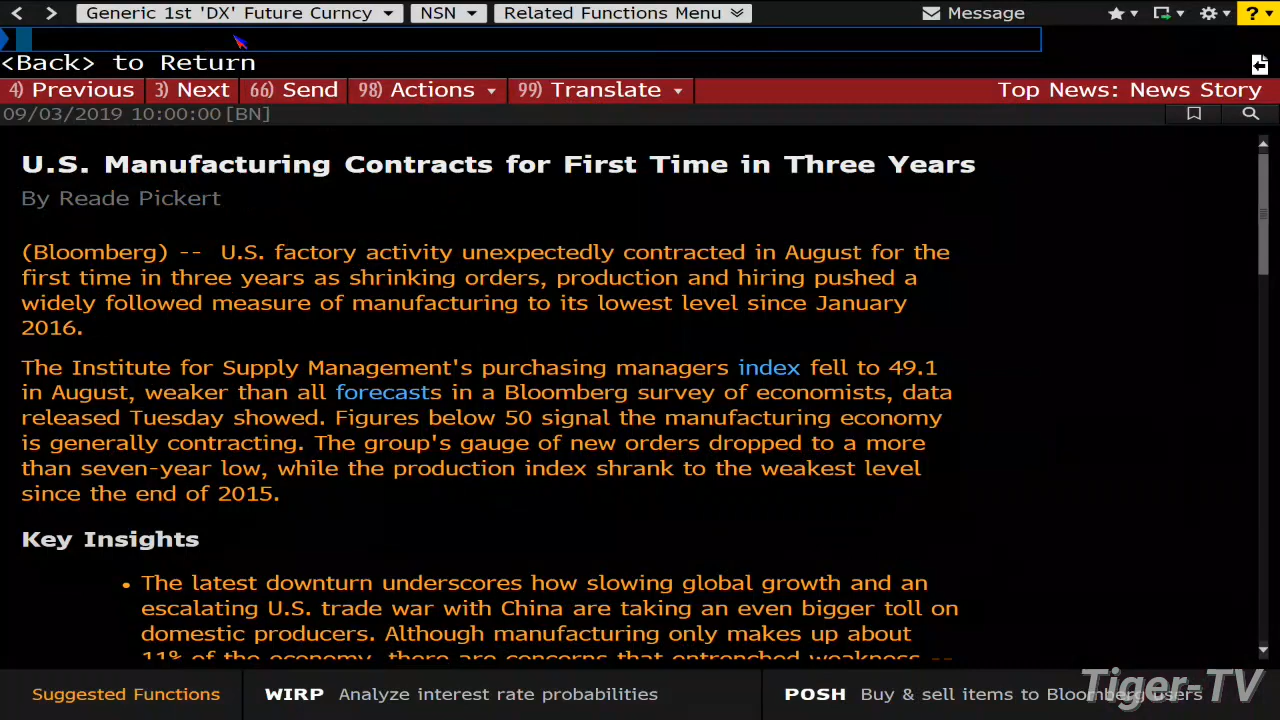 Generic 1st 'DX' Future Curncy NSN Related Functions Menu Message ?
<Back> to Return
4) Previous 3) Next 66) Send 98) Actions 99) Translate Top News: News Story
09/03/2019 10:00:00 [BN]
U.S. Manufacturing Contracts for First Time in Three Years
By Reade Pickert
(Bloomberg) -- U.S. factory activity unexpectedly contracted in August for the
first time in three years as shrinking orders, production and hiring pushed a
widely followed measure of manufacturing to its lowest level since January
2016.
The Institute for Supply Management's purchasing managers index fell to 49.1
in August, weaker than all forecasts in a Bloomberg survey of economists, data
released Tuesday showed. Figures below 50 signal the manufacturing economy
is generally contracting. The group's gauge of new orders dropped to a more
than seven-year low, while the production index shrank to the weakest level
since the end of 2015.
Key Insights
• The latest downturn underscores how slowing global growth and an
escalating U.S. trade war with China are taking an even bigger toll on
domestic producers. Although manufacturing only makes up about
11% of the economy, there are concerns that entrenched weakness --
Suggested Functions WIRP Analyze interest rate probabilities POSH Buy & sell items to Bloomberg users
Tiger-TV